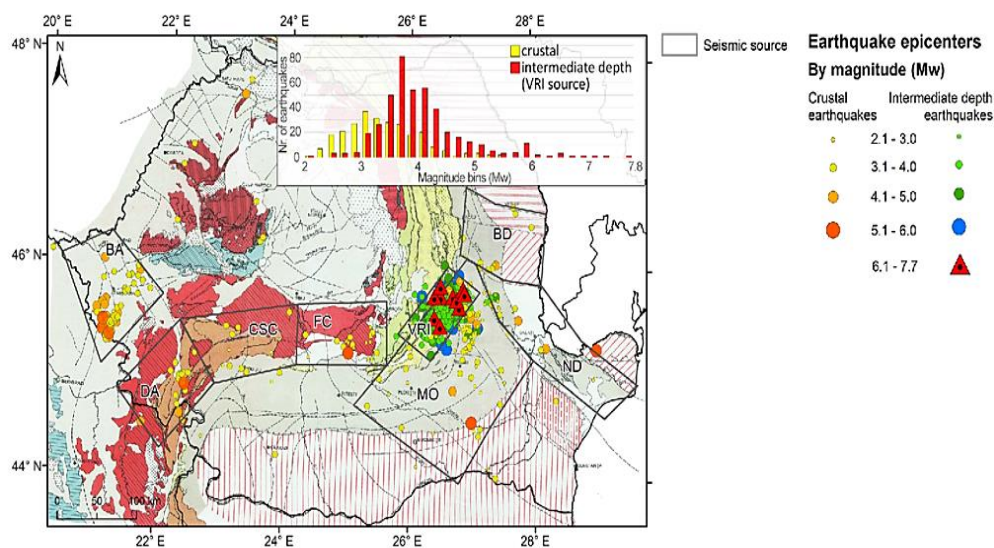 20° E
22° E
24° E
26° E
28° E
48° N
46° N
44° N
N
Nr. of earthquakes
80
60
40
20
0
crustal
intermediate depth
(VRI source)
2
3
4
5
6
7
7.8
Magnitude bins (Mw)
BA
BD
CSC
FC
VRI
DA
MO
ND
0
50
100 km
22° E
24° E
26° E
28° E
Seismic source
Earthquake epicenters
By magnitude (Mw)
Crustal
earthquakes
Intermediate depth
earthquakes
2.1 - 3.0
3.1 - 4.0
4.1 - 5.0
5.1 - 6.0
6.1 - 7.7